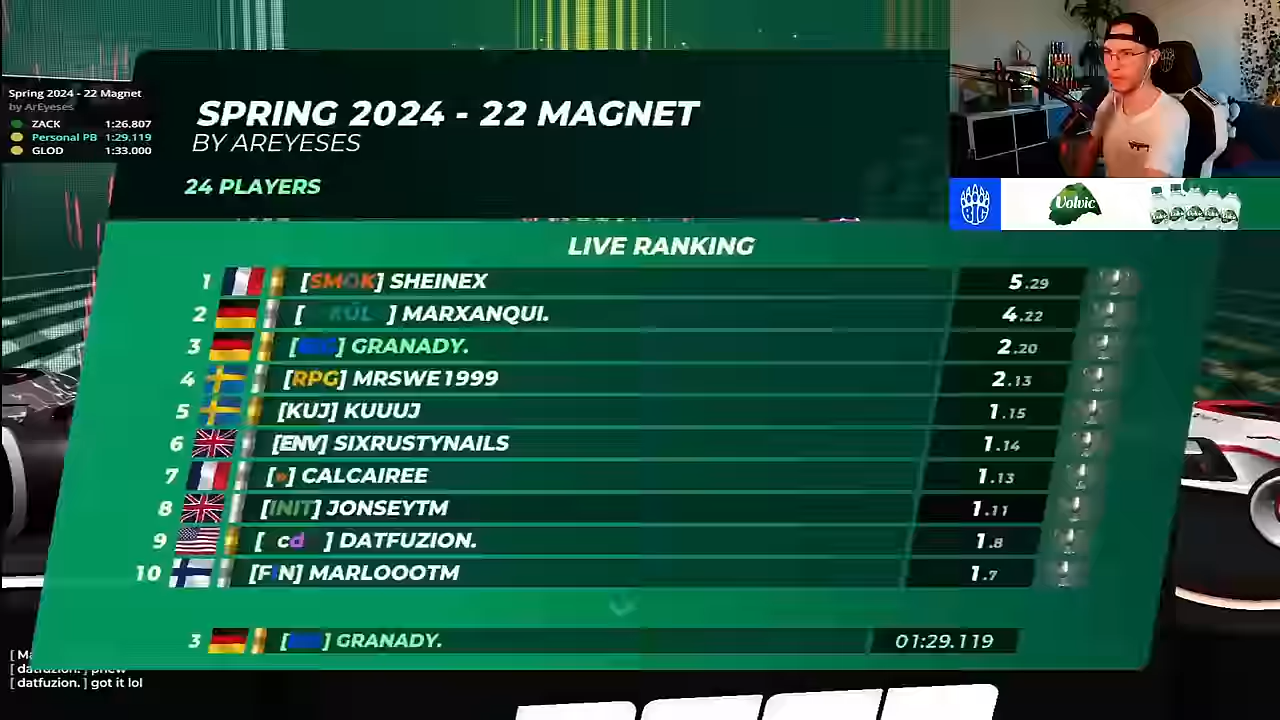 Spring 2024 - 22 Magnet
by ArEyeses
ZACK 1:26.807
Personal PB 1:29.119
GLOD 1:33.000
SPRING 2024 - 22 MAGNET
BY AREYESES
24 PLAYERS
BIG
Volvic
LIVE RANKING
1 [SMOK] SHEINEX 5.29
2 [ KÜL ] MARXANQUI. 4.22
3 [BIG] GRANADY. 2.20
4 [RPG] MRSWE1999 2.13
5 [KUJ] KUUUJ 1.15
6 [ENV] SIXRUSTYNAILS 1.14
7 [»] CALCAIREE 1.13
8 [INIT] JONSEYTM 1.11
9 [ cd ] DATFUZION. 1.8
10 [FIN] MARLOOOTM 1.7
3 [BIG] GRANADY. 01:29.119
[datfuzion. ] phew
[datfuzion. ] got it lol